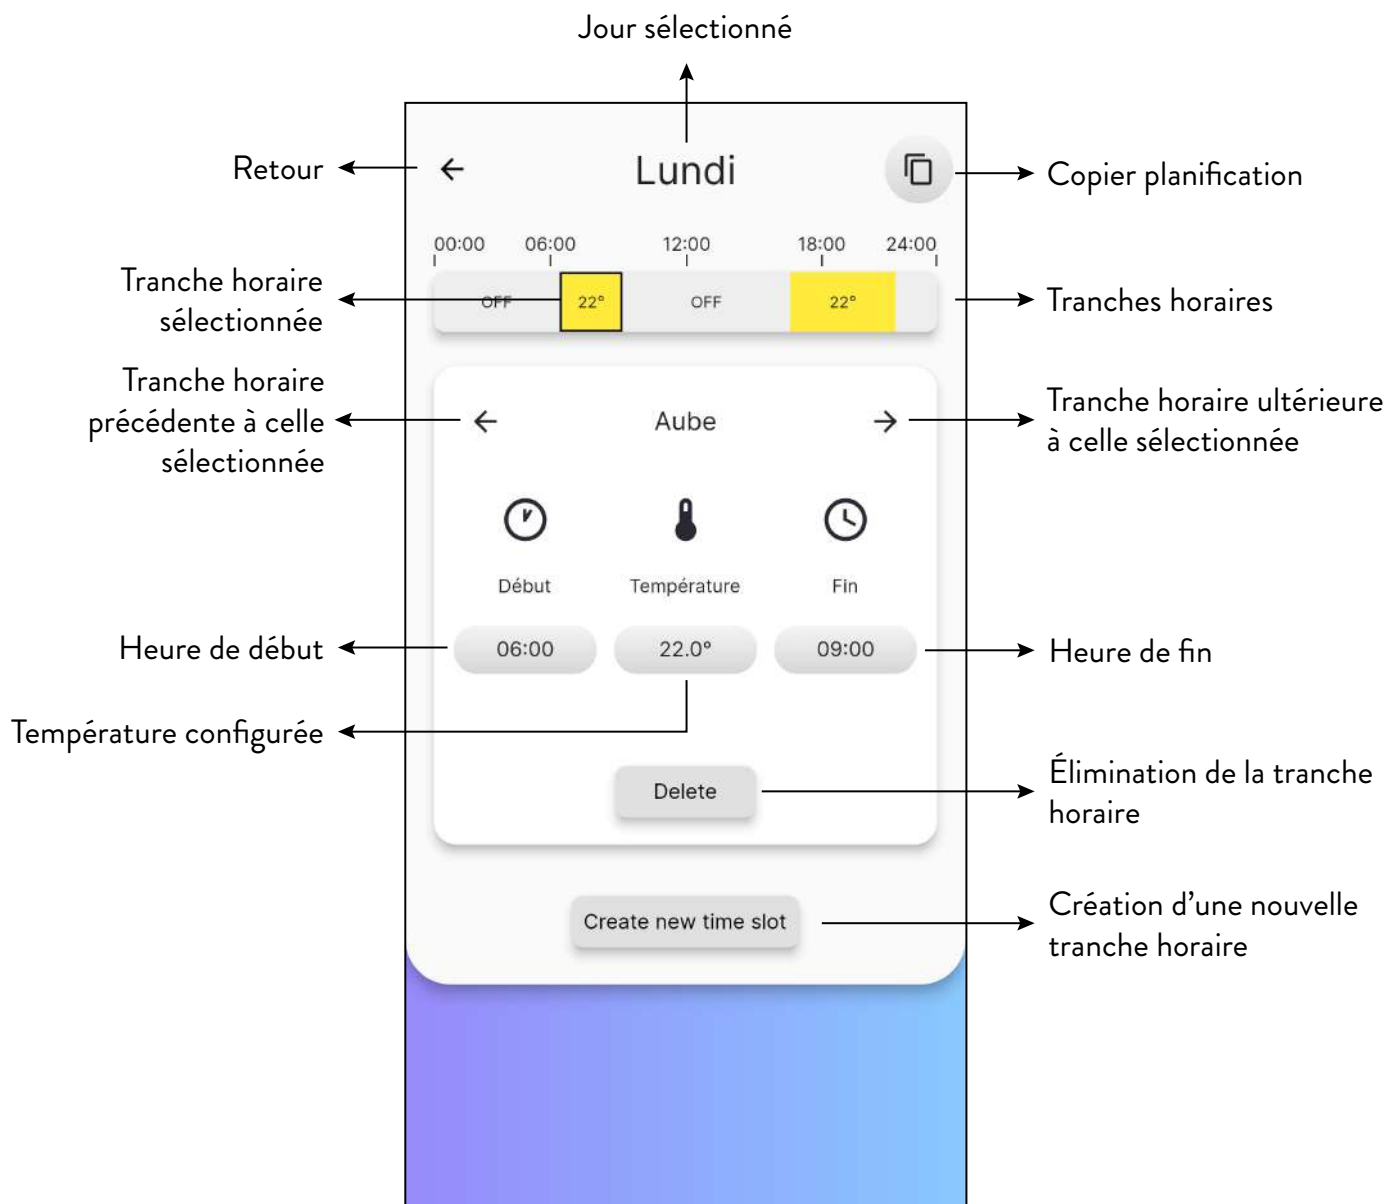 Jour sélectionné
Retour
Lundi
Copier planification
00:00 06:00 12:00 18:00 24:00
Tranche horaire
sélectionnée
OFF 22° OFF 22°
Tranches horaires
Tranche horaire
précédente à celle
sélectionnée
Aube
Tranche horaire ultérieure
à celle sélectionnée
Début Température Fin
Heure de début
06:00 22.0° 09:00
Heure de fin
Température configurée
Delete
Élimination de la tranche
horaire
Create new time slot
Création d’une nouvelle
tranche horaire